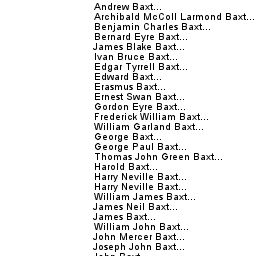 Andrew Baxt...
Archibald McColl Larmond Baxt...
Benjamin Charles Baxt...
Bernard Eyre Baxt...
James Blake Baxt...
Ivan Bruce Baxt...
Edgar Tyrrell Baxt...
Edward Baxt...
Erasmus Baxt...
Ernest Swan Baxt...
Gordon Eyre Baxt...
Frederick William Baxt...
William Garland Baxt...
George Baxt...
George Paul Baxt...
Thomas John Green Baxt...
Harold Baxt...
Harry Neville Baxt...
Harry Neville Baxt...
William James Baxt...
James Neil Baxt...
James Baxt...
William John Baxt...
John Mercer Baxt...
Joseph John Baxt...